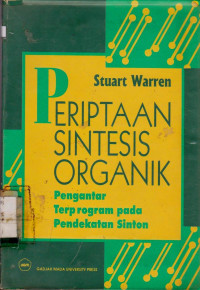 Stuart Warren
PERIPTAAN
SINTESIS
ORGANIK
Pengantar
Terprogram pada
Pendekatan Sinton
GADJAH MADA UNIVERSITY PRESS